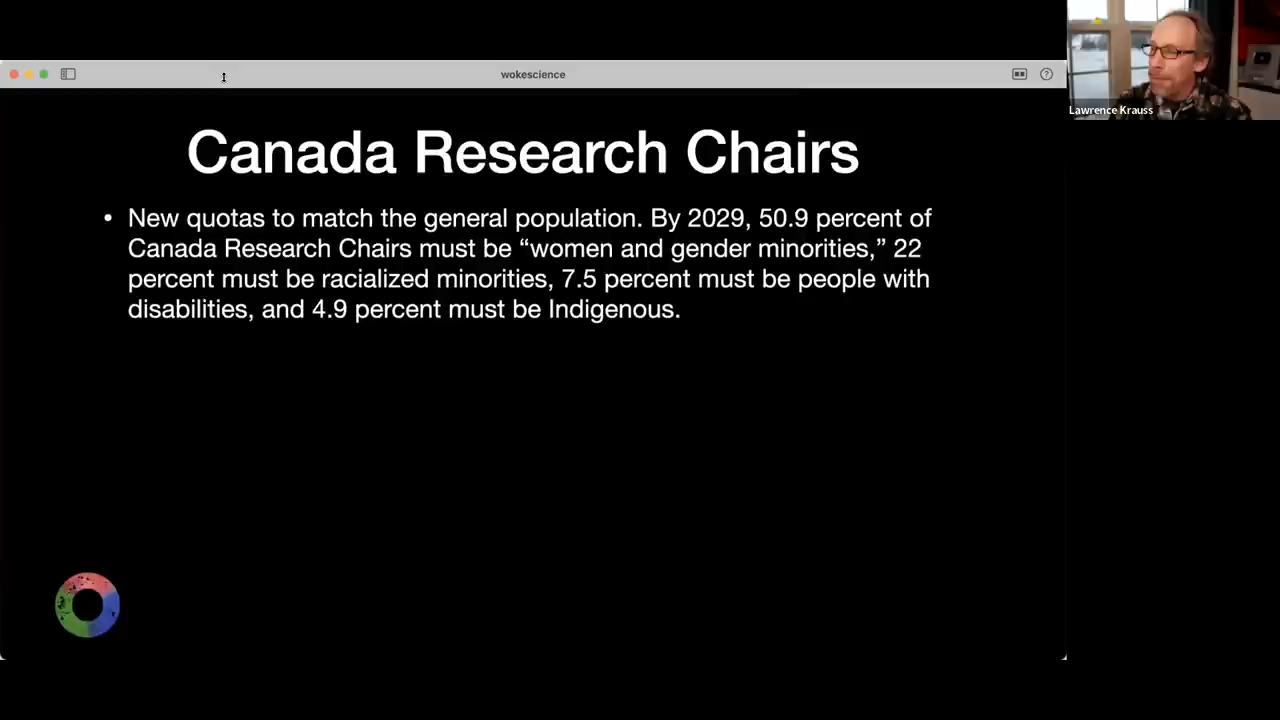 wokescience
Lawrence Krauss
Canada Research Chairs
• New quotas to match the general population. By 2029, 50.9 percent of
Canada Research Chairs must be “women and gender minorities,” 22
percent must be racialized minorities, 7.5 percent must be people with
disabilities, and 4.9 percent must be Indigenous.